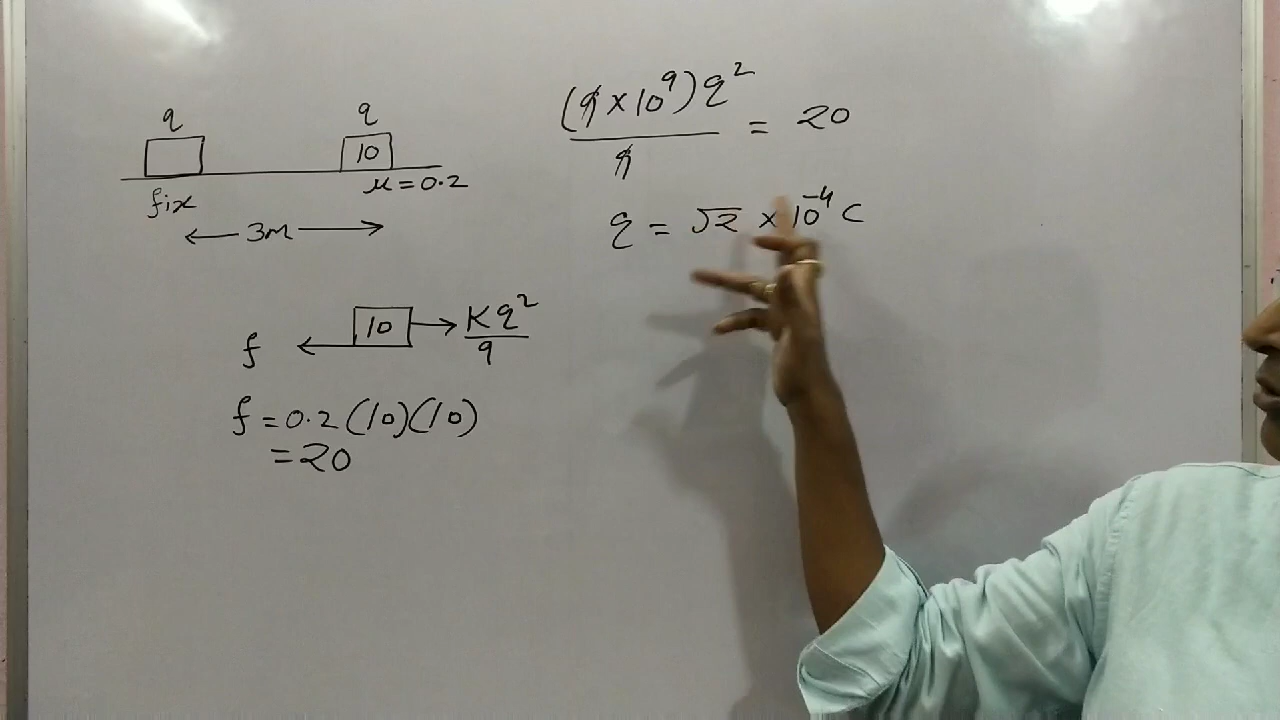 q q
10
μ = 0.2
fix
3m
10
f Kq²/9
f = 0.2 (10)(10)
= 20
(9 × 10⁹) q² / 9 = 20
q = √2 × 10⁻⁴ C